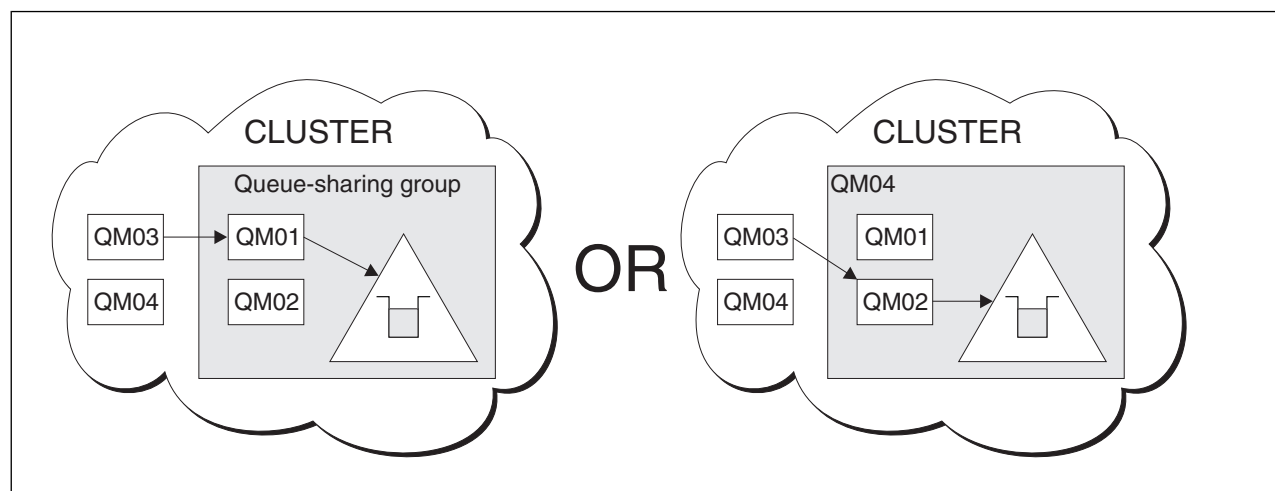 CLUSTER
Queue-sharing group
QM03
QM01
QM04
QM02
OR
CLUSTER
QM04
QM03
QM01
QM04
QM02